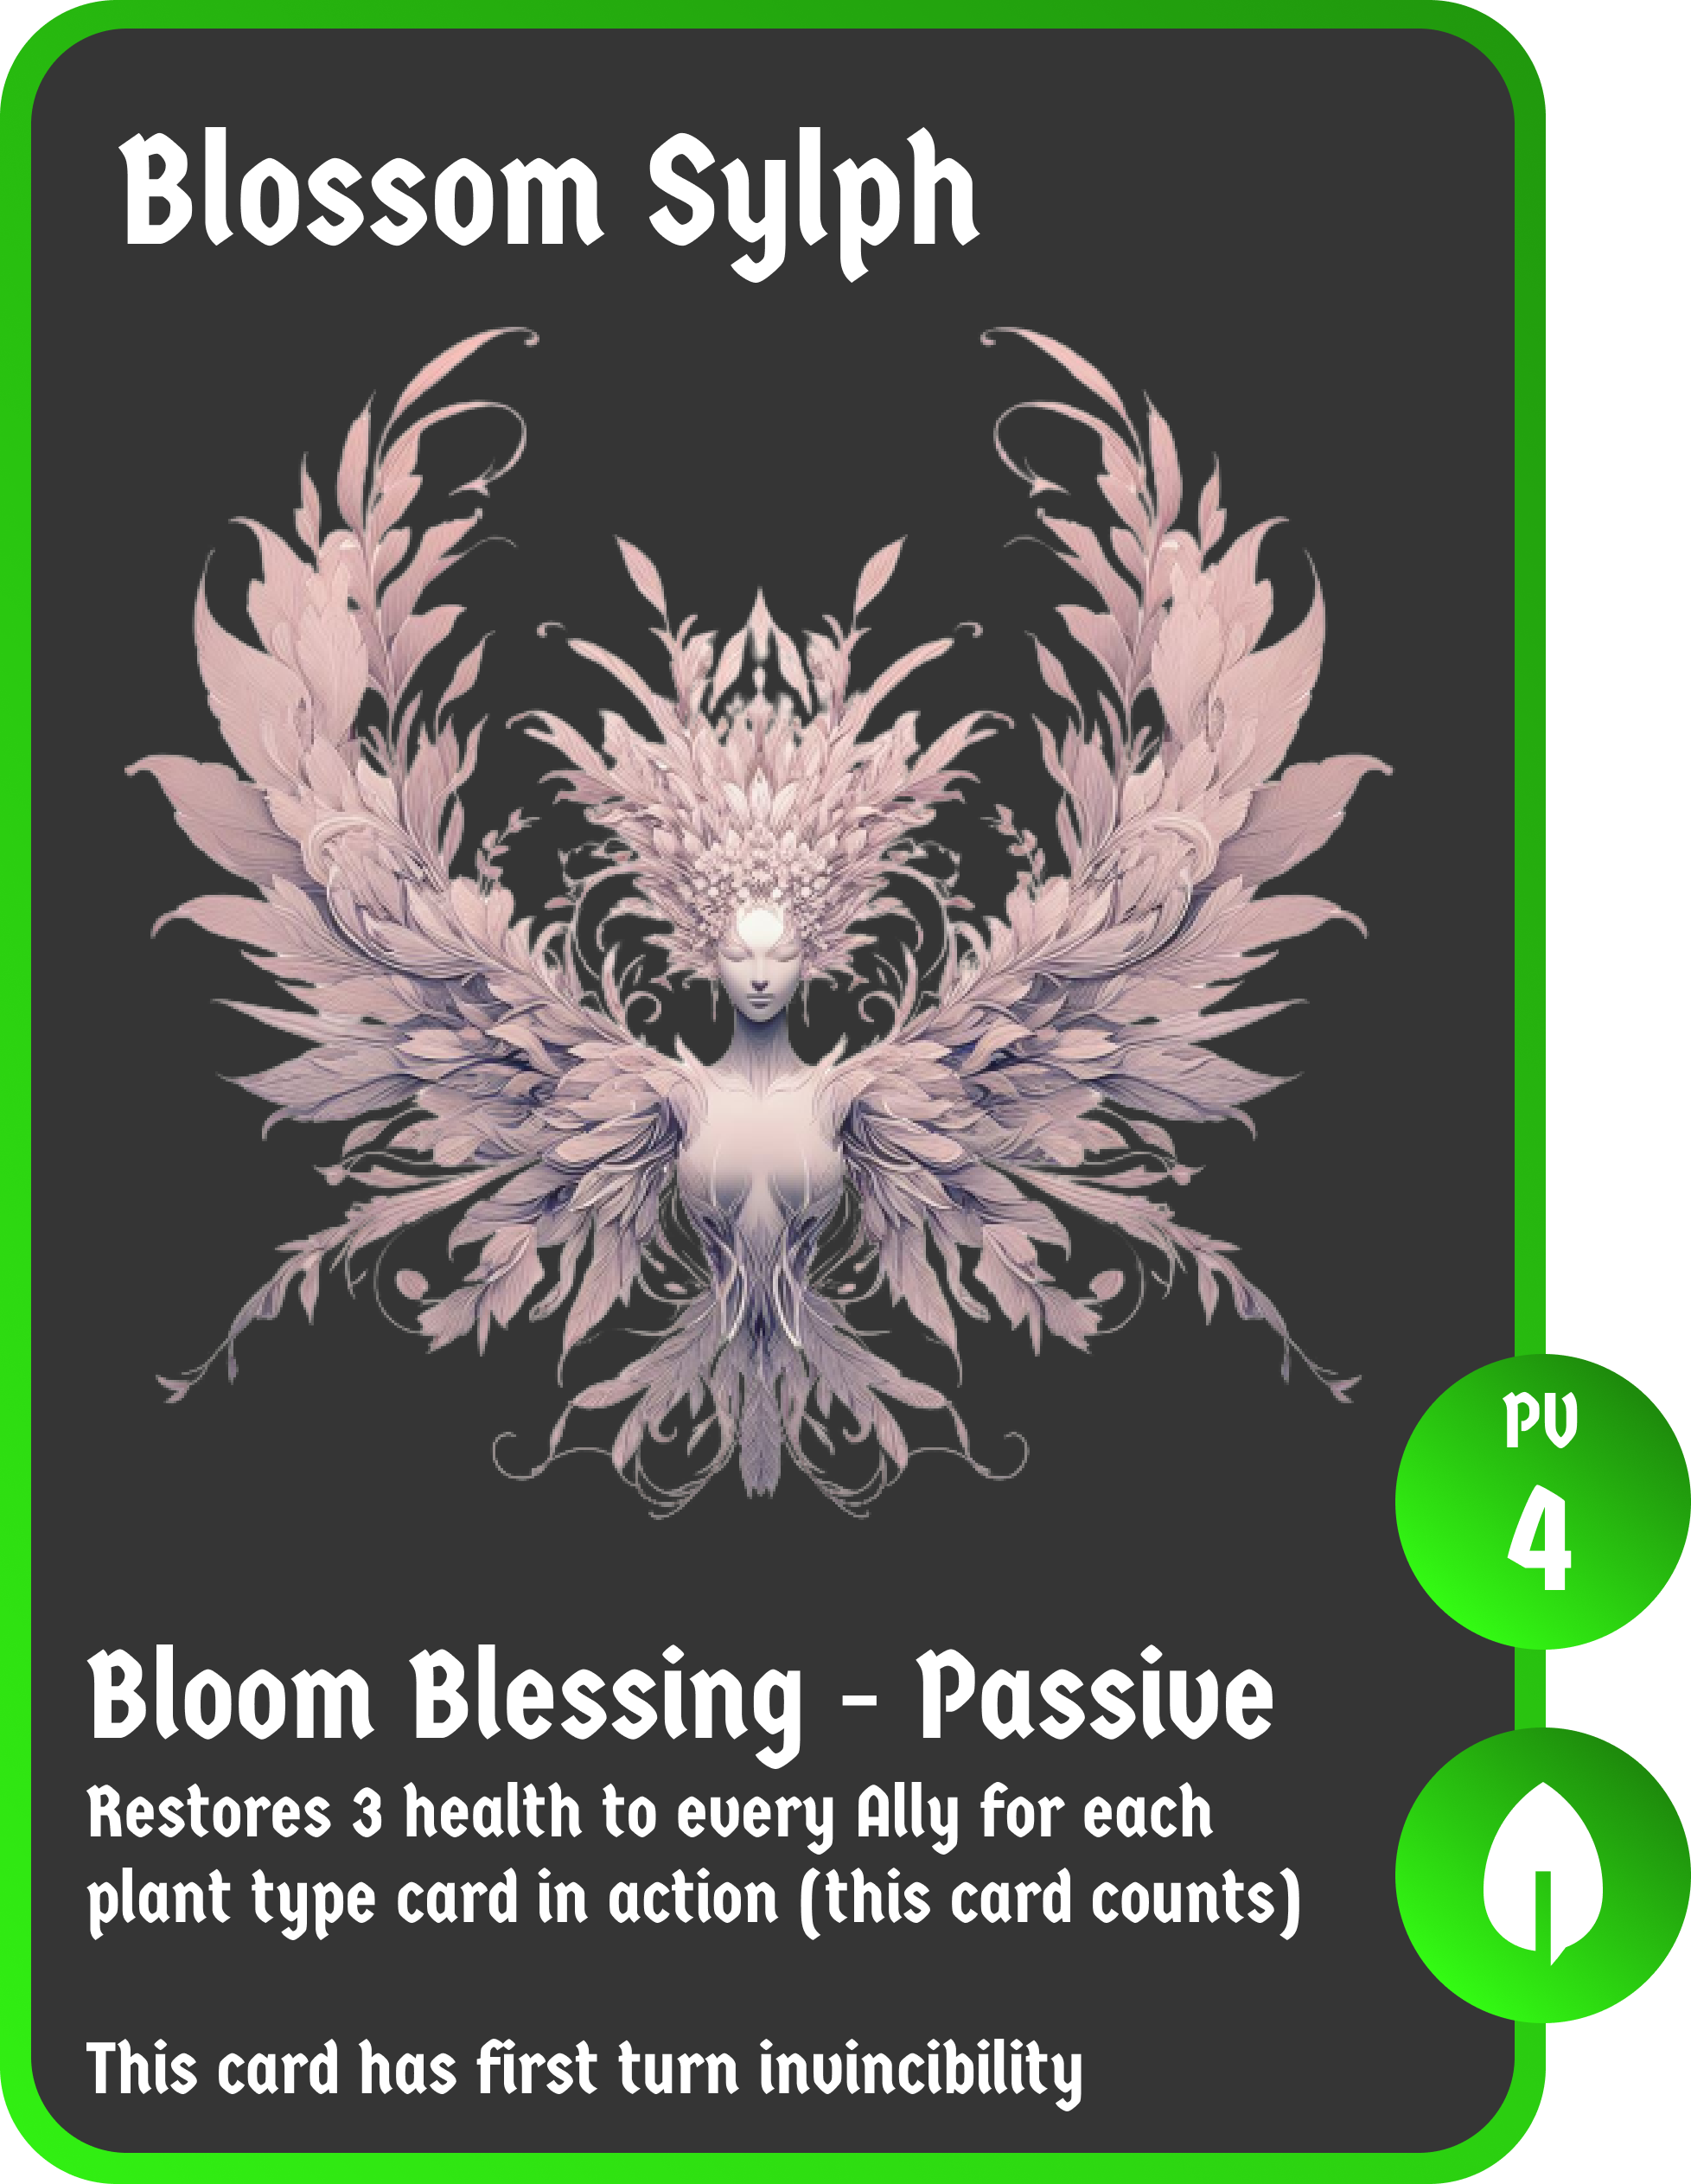 Blossom Sylph
PV
4
Bloom Blessing - Passive
Restores 3 health to every Ally for each
plant type card in action (this card counts)
This card has first turn invincibility